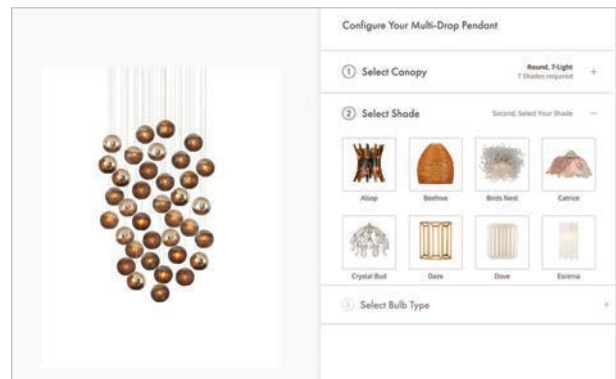 Configure Your Multi-Drop Pendant
1 Select Canopy
Round, 7-Light
7 Shades required
+
2 Select Shade
Second, Select Your Shade
—
Alsop
Beehive
Birds Nest
Catrice
Crystal Bud
Daze
Dove
Escenia
3 Select Bulb Type
+